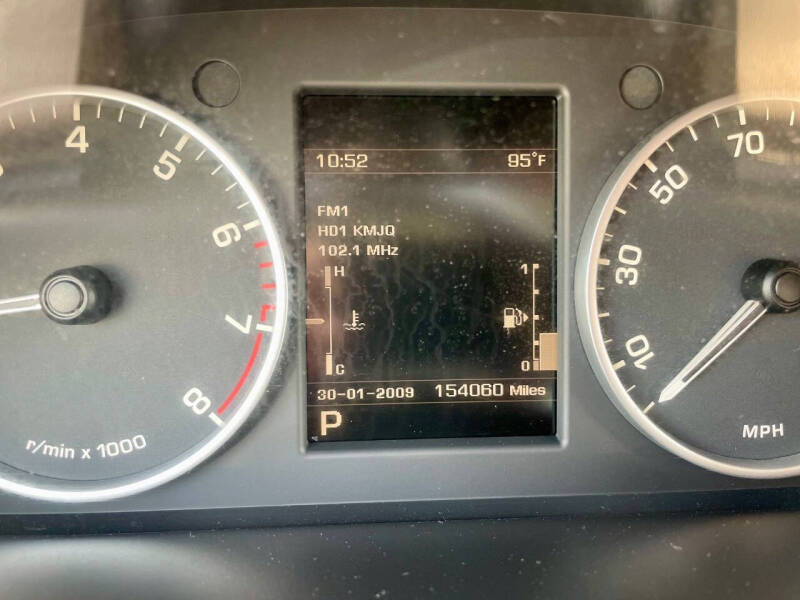 10:52 95°F
FM1
HD1 KMJQ
102.1 MHz
H 1
C 0
30-01-2009 154060 Miles
P
4 5 6 7 8
r/min x 1000
10 30 50 70
MPH